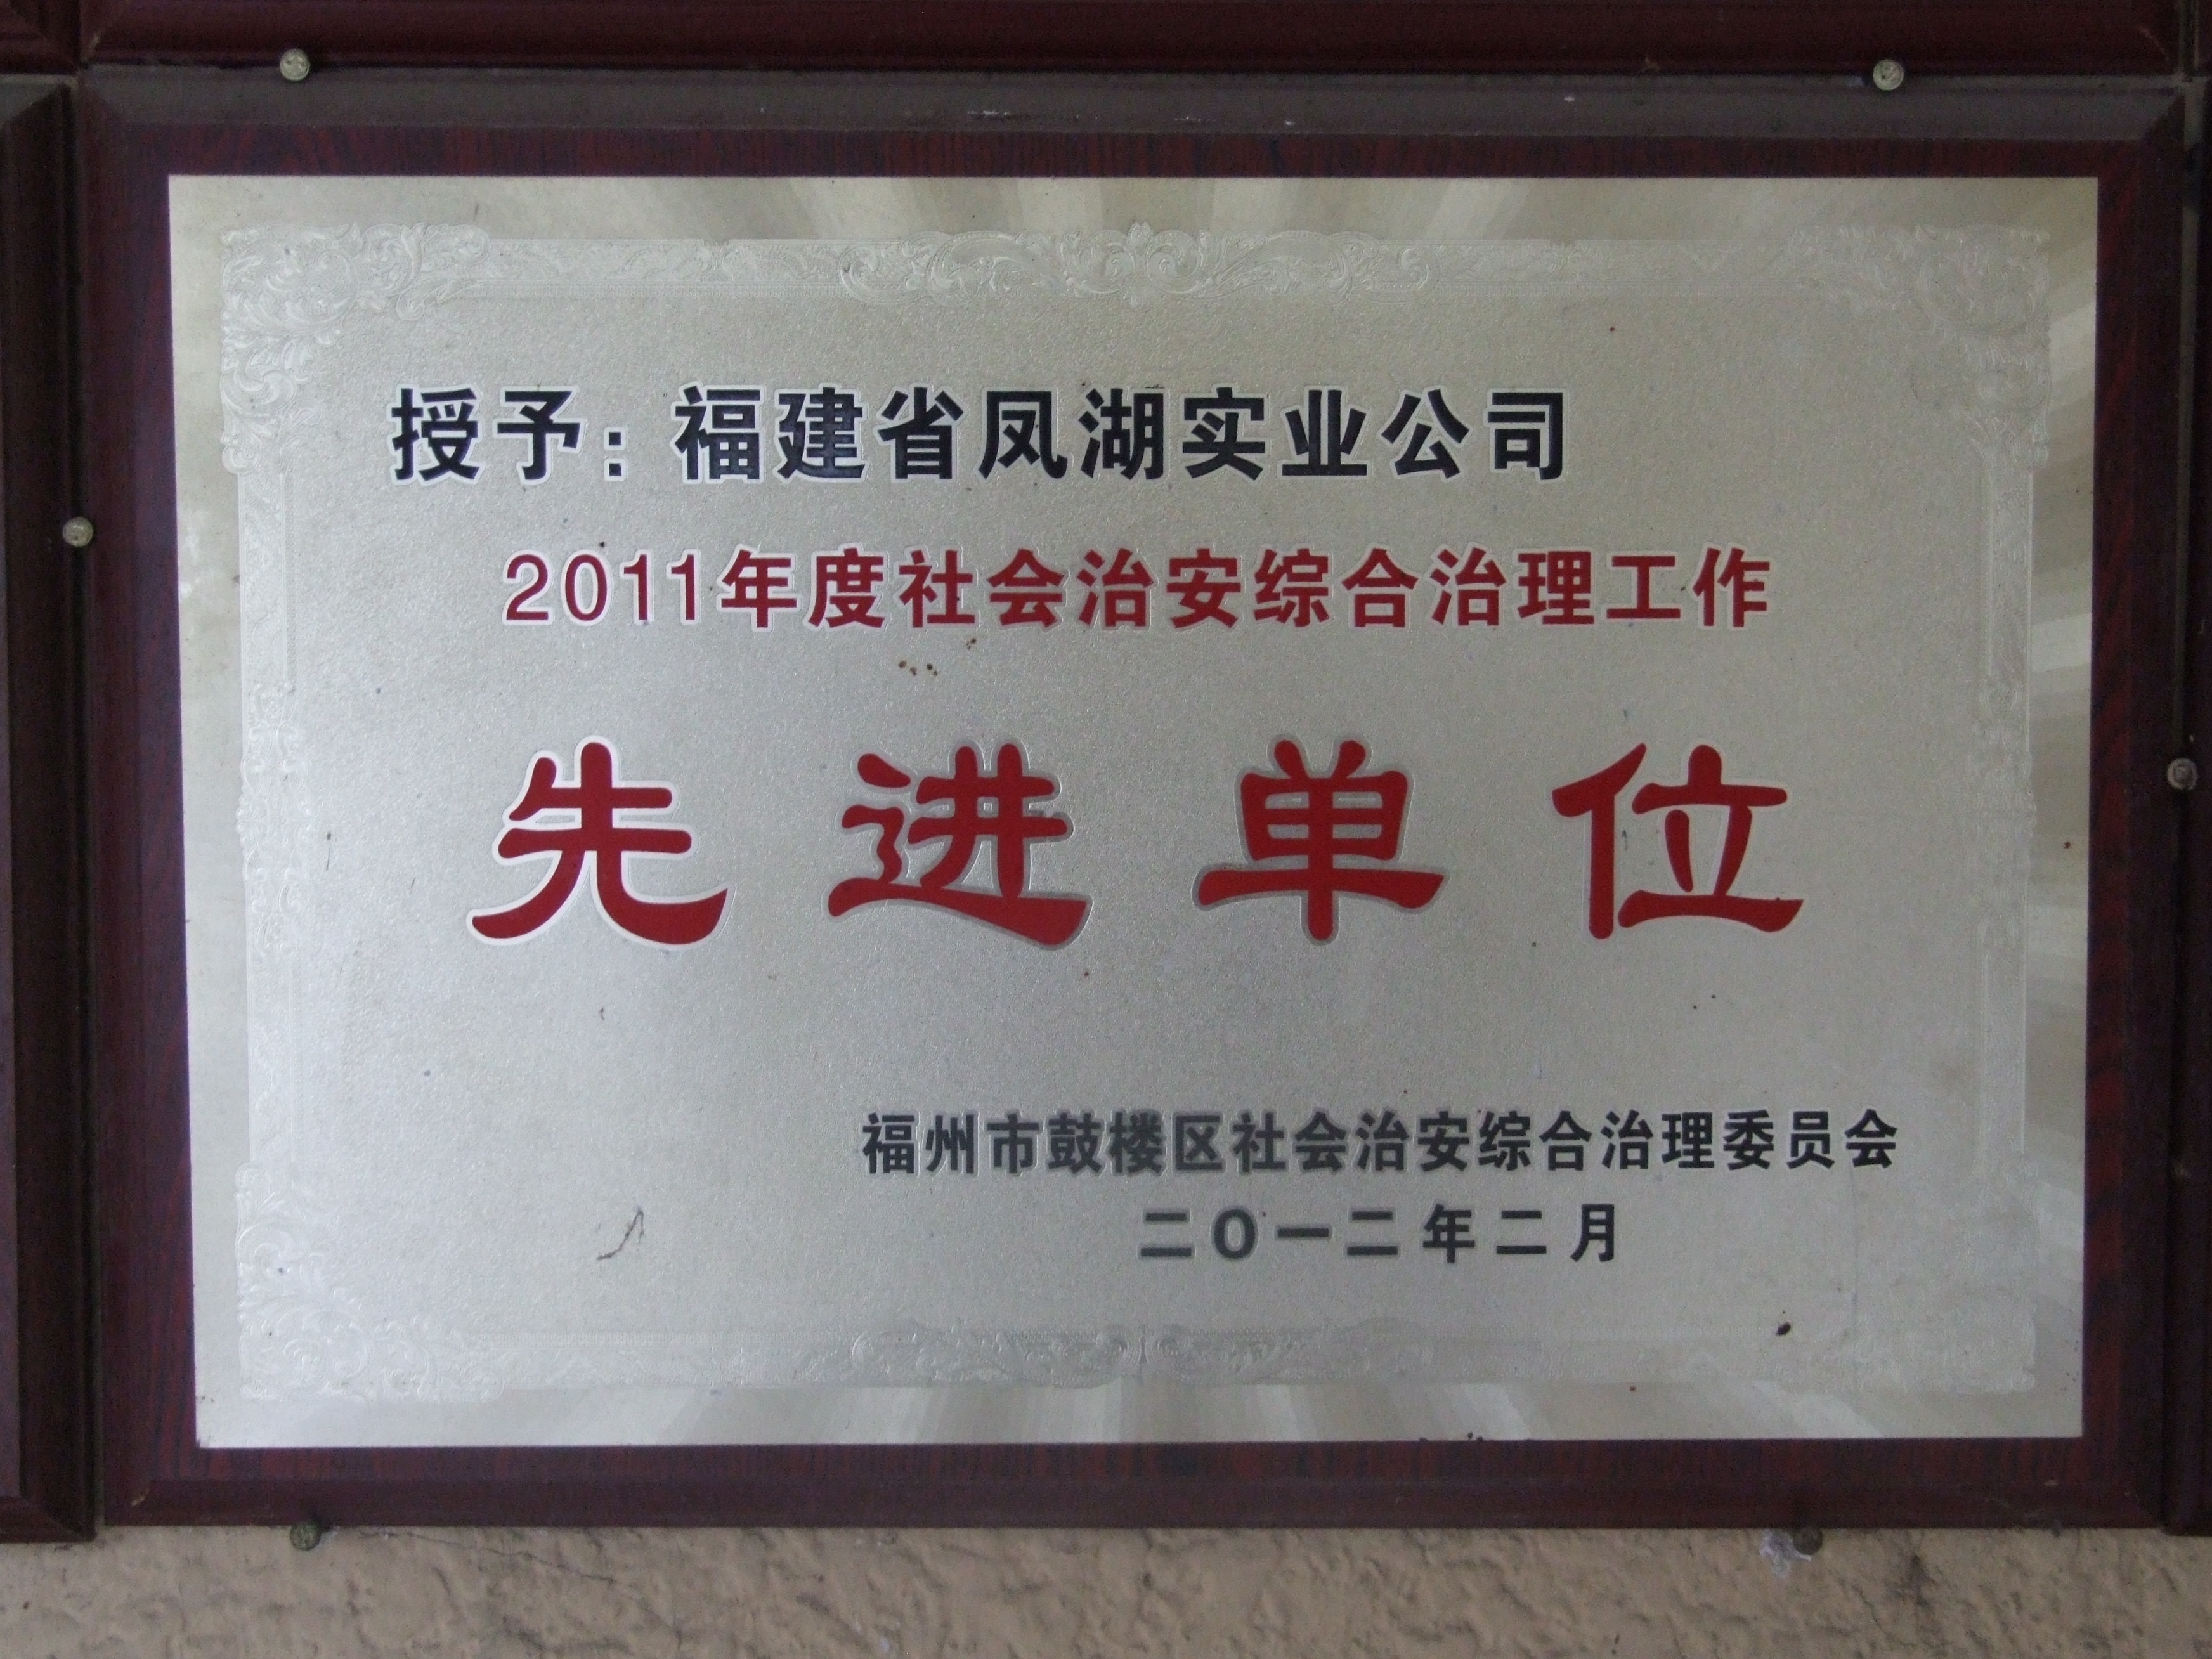 授予：福建省凤湖实业公司
2011年度社会治安综合治理工作
先进单位
福州市鼓楼区社会治安综合治理委员会
二〇一二年二月